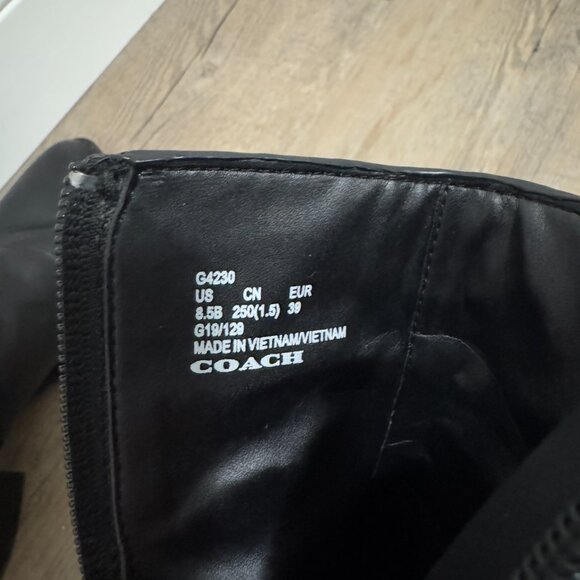 G4230
US CN EUR
8.5B 250(1.5) 39
G19/129
MADE IN VIETNAM/VIETNAM
COACH